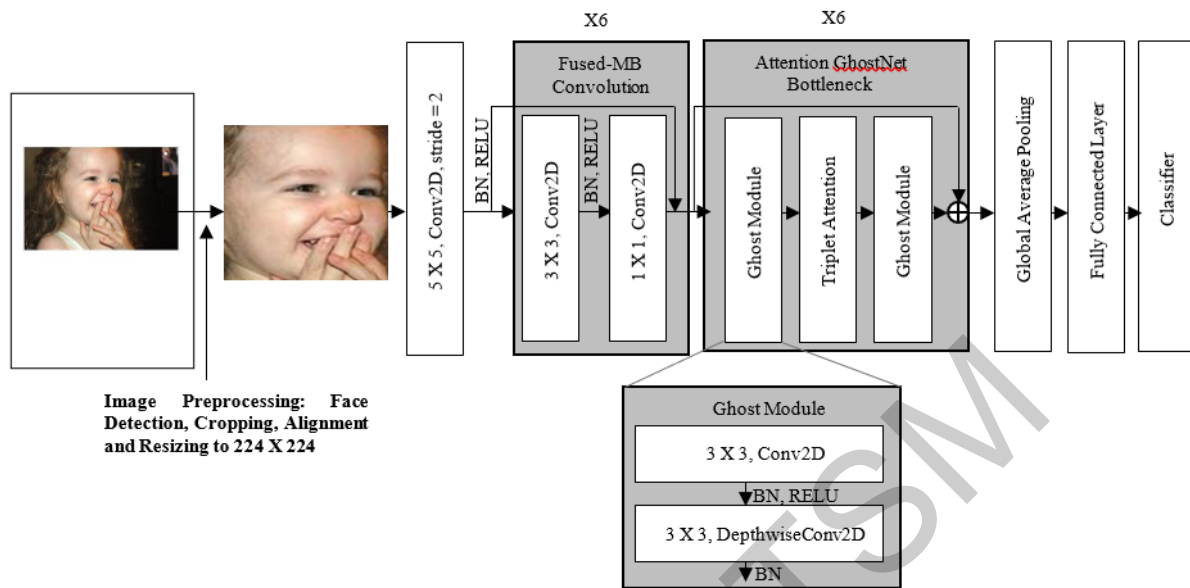 X6
X6
Fused-MB
Convolution
Attention GhostNet
Bottleneck
5 X 5, Conv2D, stride = 2
BN, RELU
3 X 3, Conv2D
BN, RELU
1 X 1, Conv2D
Ghost Module
Triplet Attention
Ghost Module
Global Average Pooling
Fully Connected Layer
Classifier
Image Preprocessing: Face
Detection, Cropping, Alignment
and Resizing to 224 X 224
Ghost Module
3 X 3, Conv2D
BN, RELU
3 X 3, DepthwiseConv2D
BN
TSM